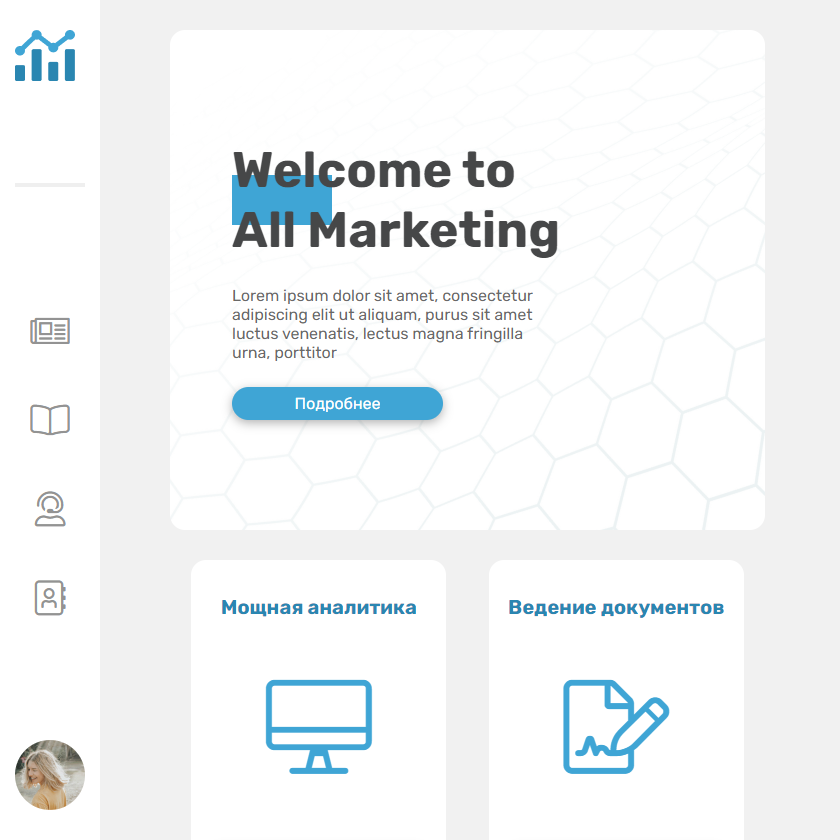 Welcome to
All Marketing
Lorem ipsum dolor sit amet, consectetur
adipiscing elit ut aliquam, purus sit amet
luctus venenatis, lectus magna fringilla
urna, porttitor
Подробнее
Мощная аналитика
Ведение документов